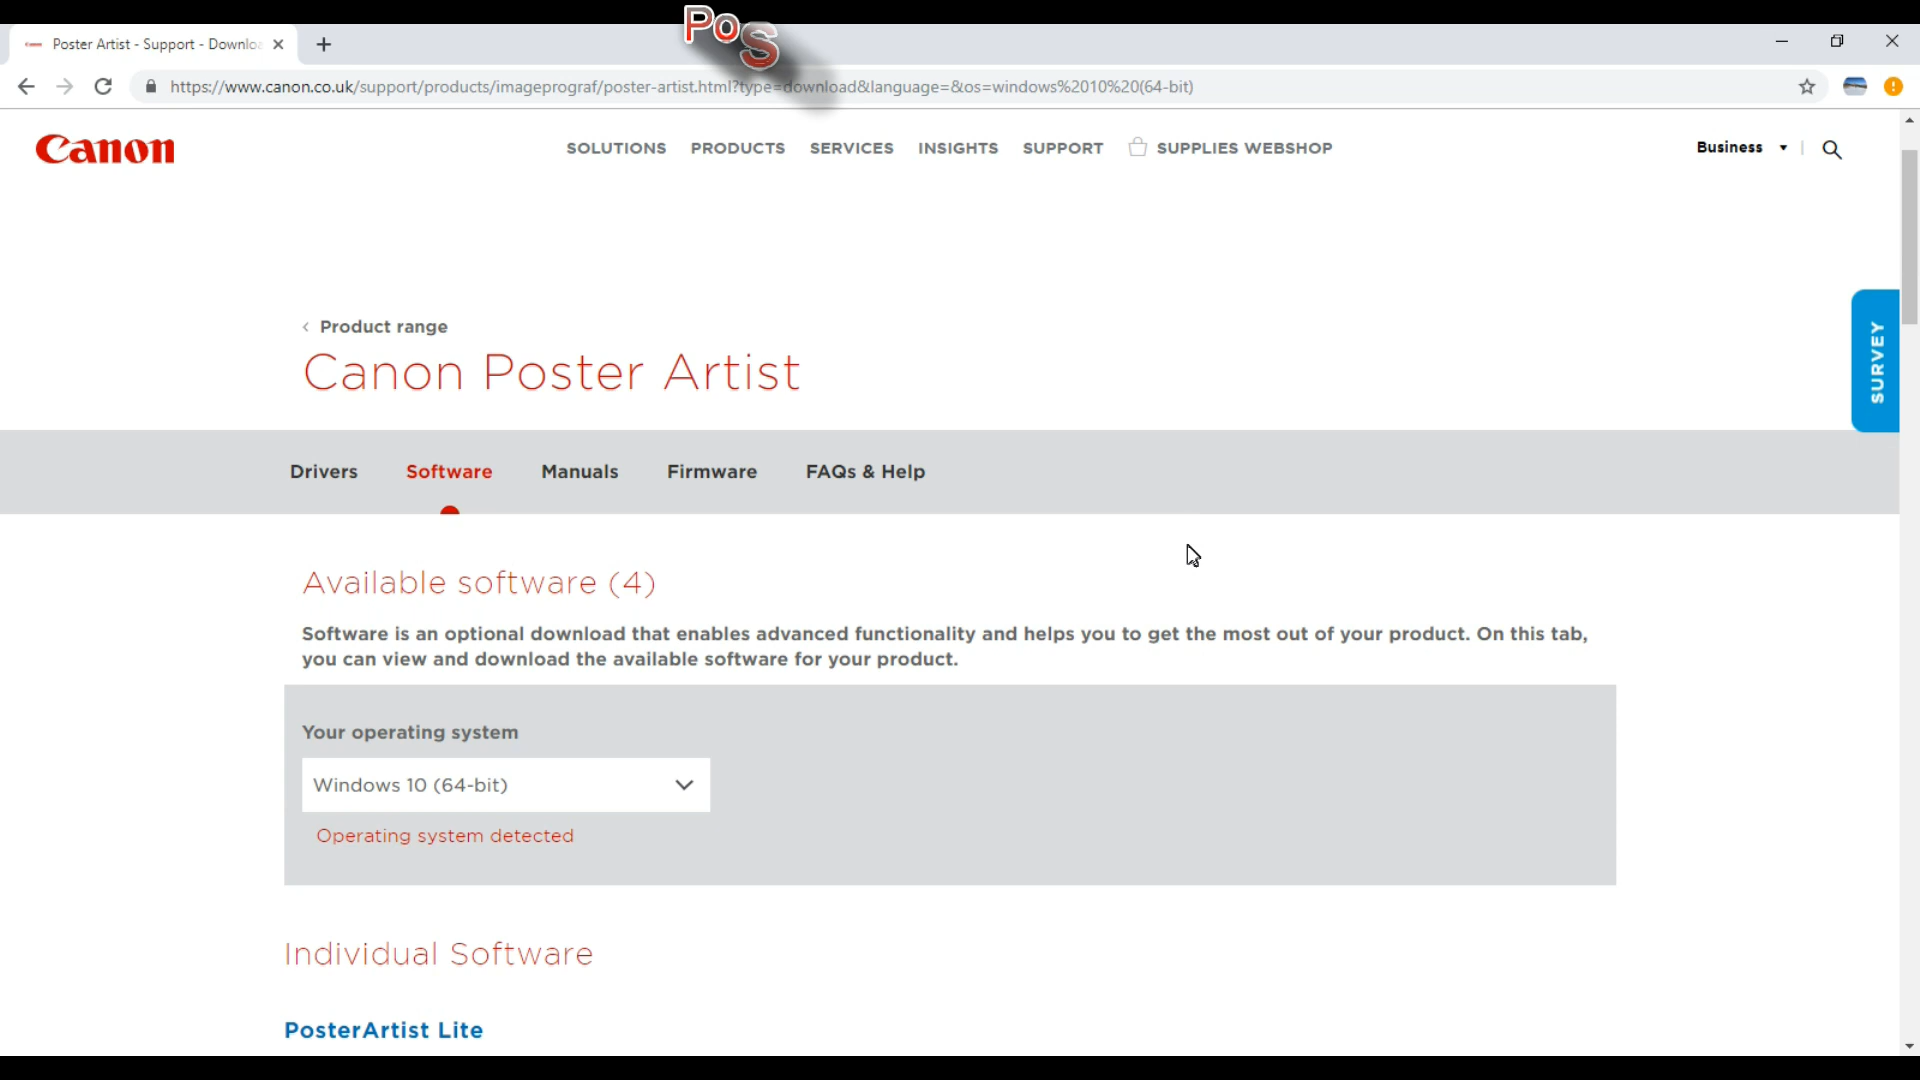 PoS
Poster Artist - Support - Downloa
https://www.canon.co.uk/support/products/imageprograf/poster-artist.html?type=download&language=&os=windows%2010%20(64-bit)
Canon
SOLUTIONS PRODUCTS SERVICES INSIGHTS SUPPORT SUPPLIES WEBSHOP
Business
Product range
Canon Poster Artist
SURVEY
Drivers Software Manuals Firmware FAQs & Help
Available software (4)
Software is an optional download that enables advanced functionality and helps you to get the most out of your product. On this tab,
you can view and download the available software for your product.
Your operating system
Windows 10 (64-bit)
Operating system detected
Individual Software
PosterArtist Lite